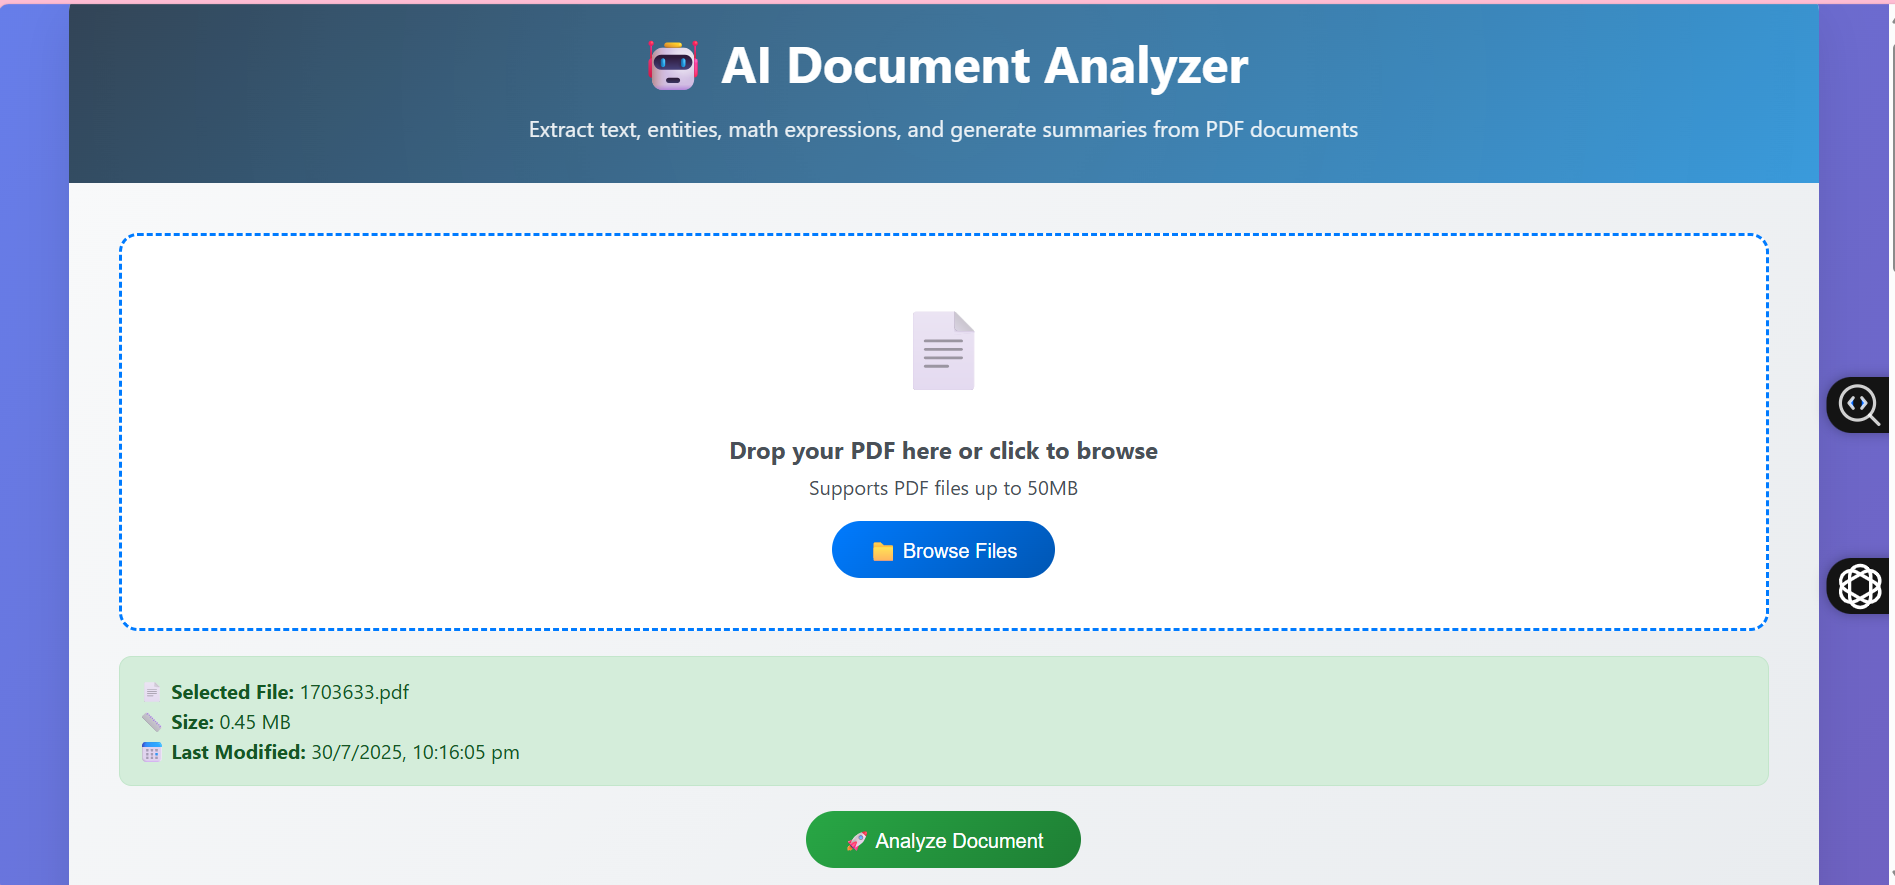 AI Document Analyzer
Extract text, entities, math expressions, and generate summaries from PDF documents
Drop your PDF here or click to browse
Supports PDF files up to 50MB
Browse Files
Selected File: 1703633.pdf
Size: 0.45 MB
Last Modified: 30/7/2025, 10:16:05 pm
Analyze Document